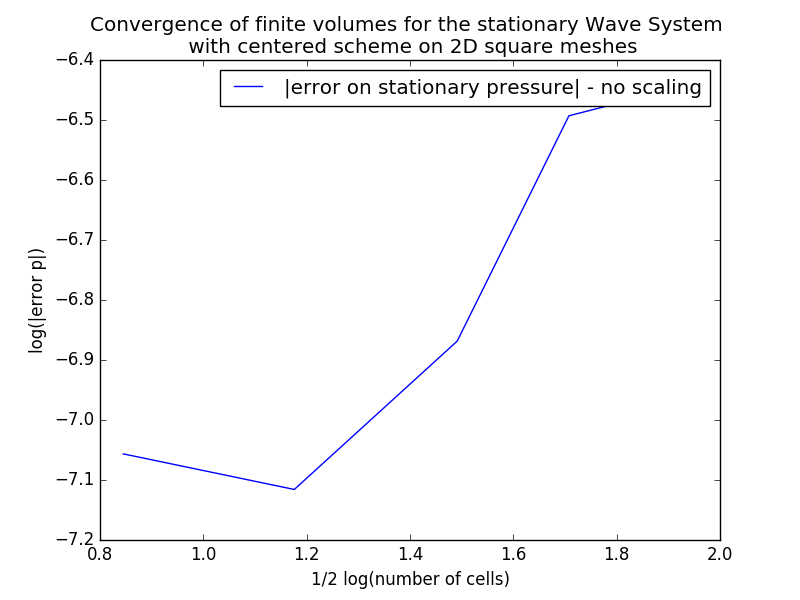 Convergence of finite volumes for the stationary Wave System
with centered scheme on 2D square meshes
|error on stationary pressure| - no scaling
log(|error p|)
−6.4
−6.5
−6.6
−6.7
−6.8
−6.9
−7.0
−7.1
−7.2
0.8 1.0 1.2 1.4 1.6 1.8 2.0
1/2 log(number of cells)